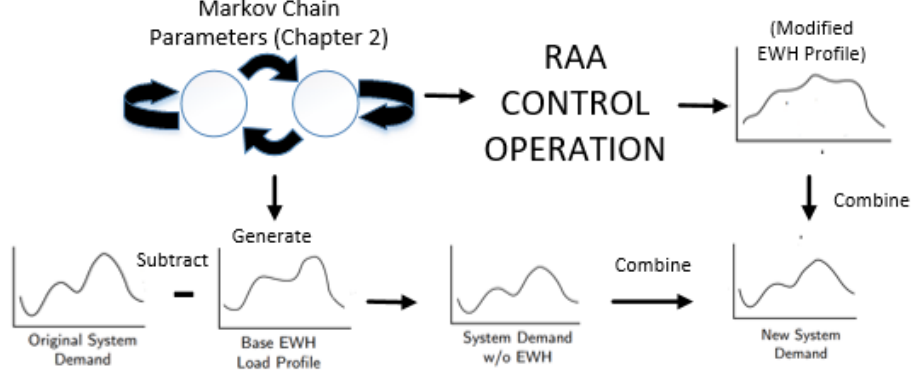 Markov Chain
Parameters (Chapter 2)
RAA
CONTROL
OPERATION
(Modified
EWH Profile)
Combine
Generate
Subtract
Combine
Original System
Demand
Base EWH
Load Profile
System Demand
w/o EWH
New System
Demand